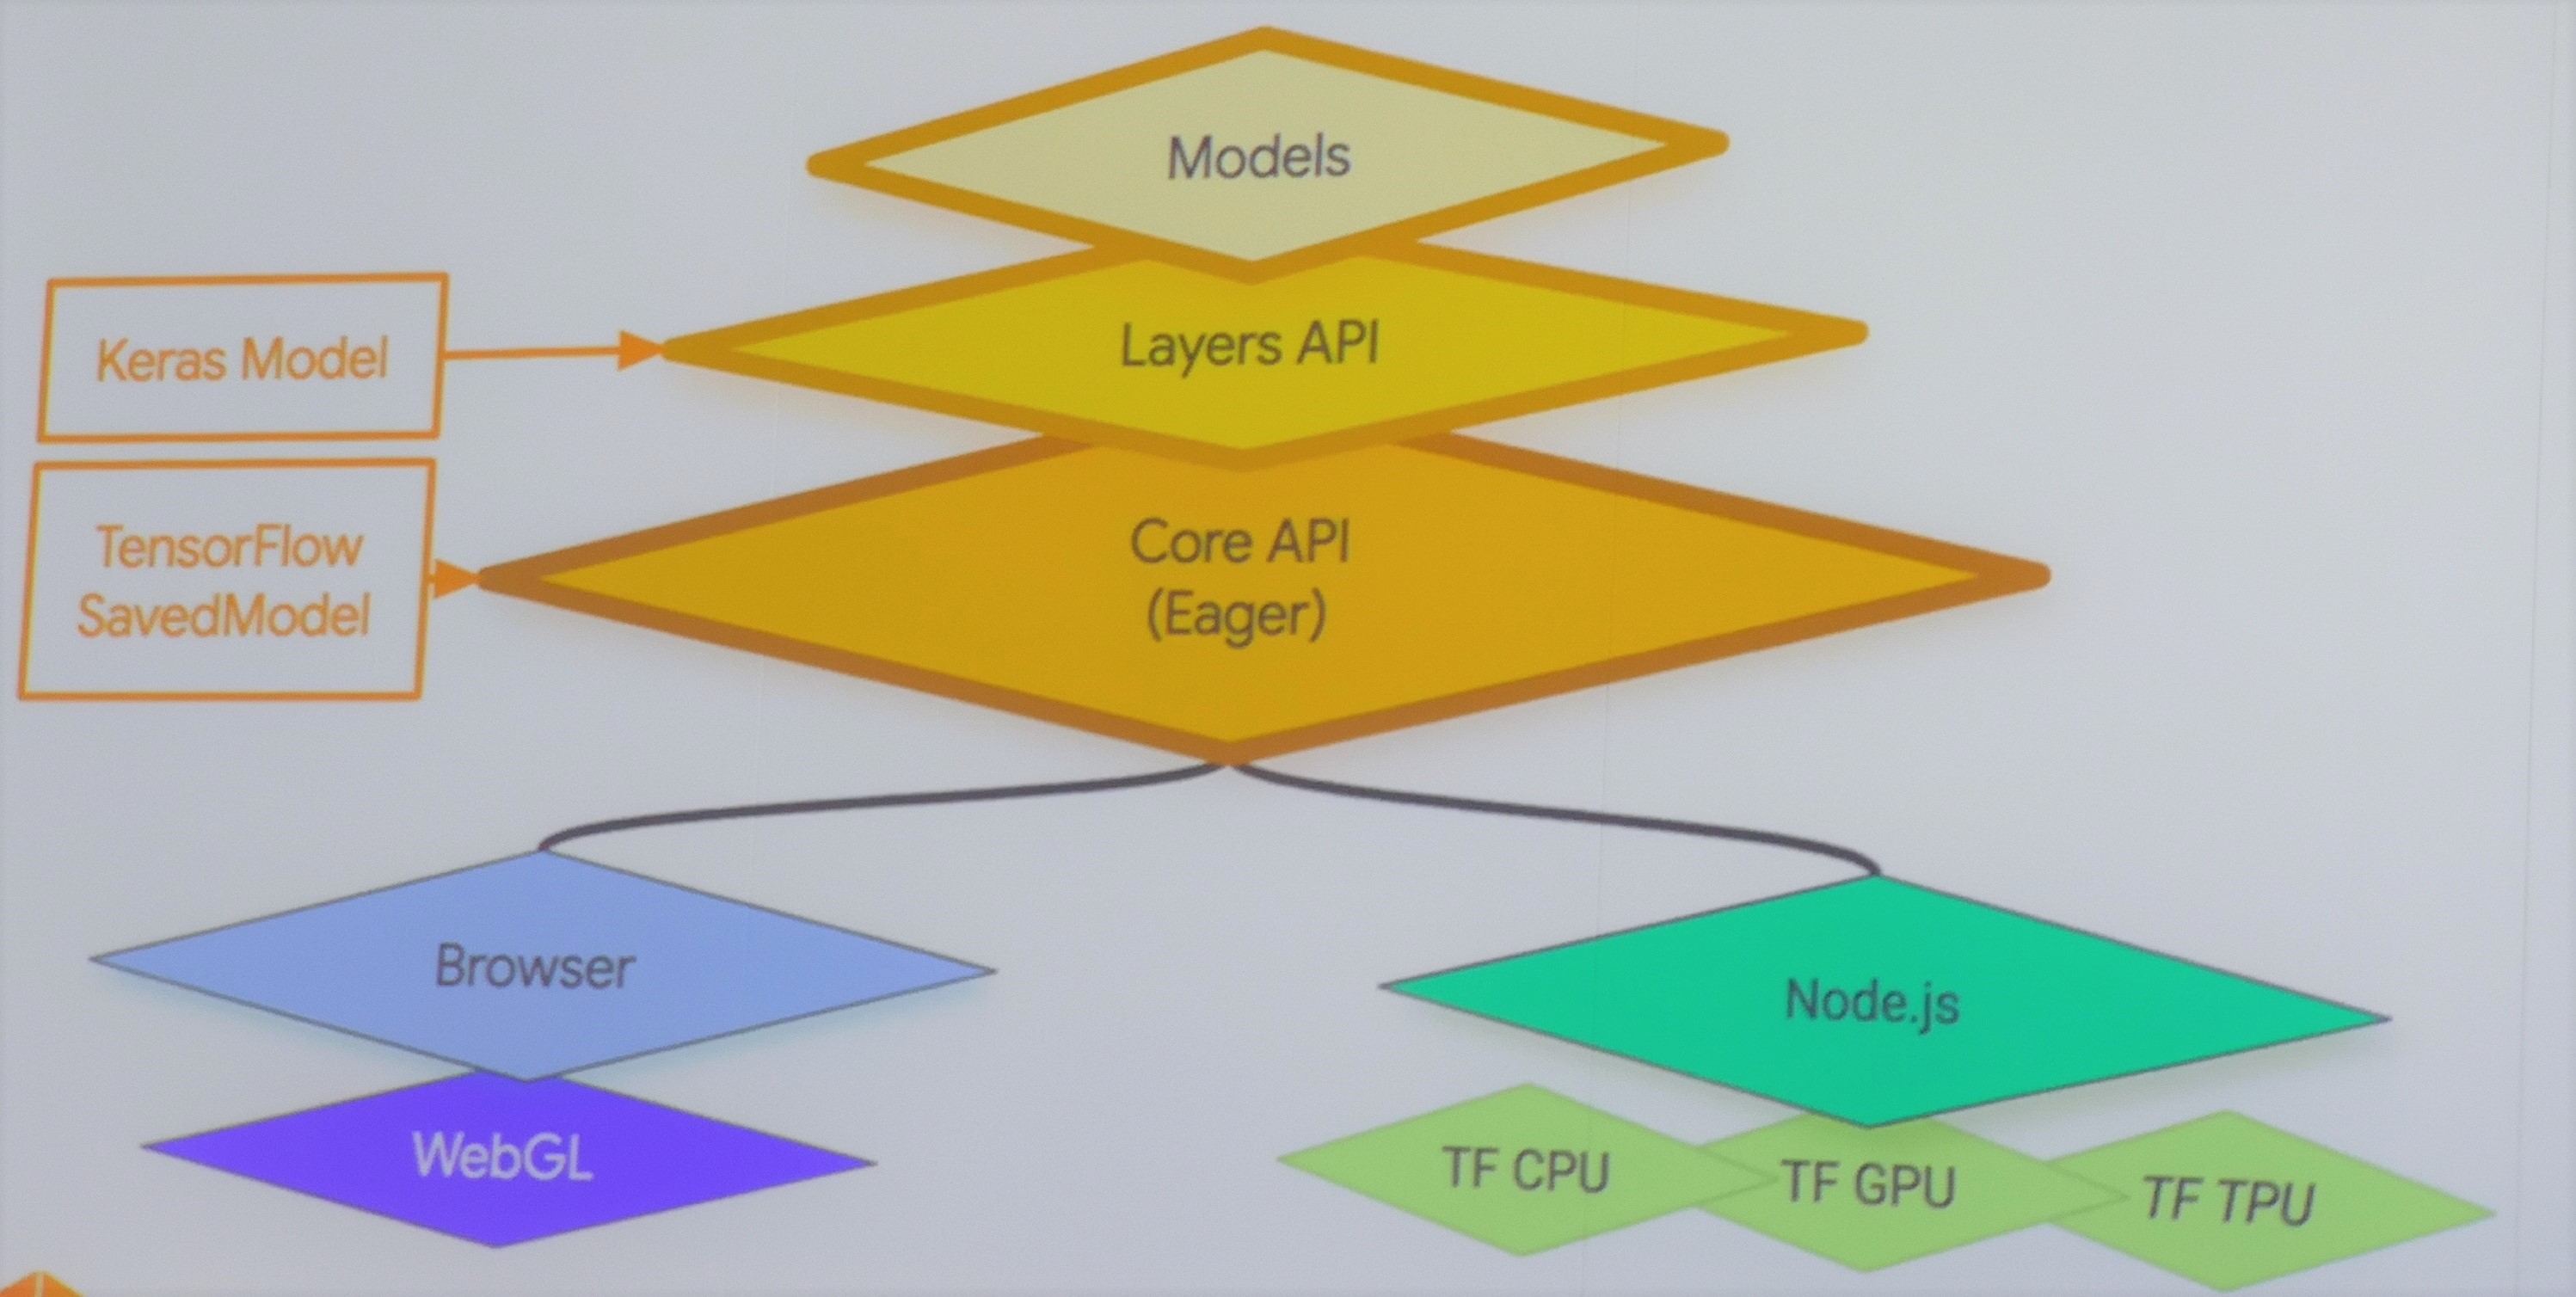 Models
Keras Model
Layers API
TensorFlow
SavedModel
Core API
(Eager)
Browser
Node.js
WebGL
TF CPU
TF GPU
TF TPU